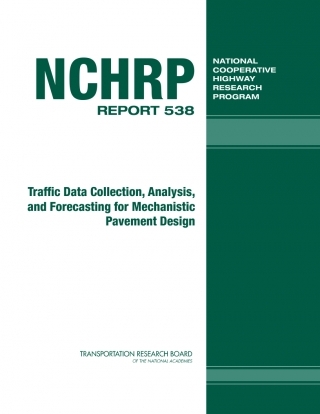 NCHRP
REPORT 538
NATIONAL
COOPERATIVE
HIGHWAY
RESEARCH
PROGRAM
Traffic Data Collection, Analysis,
and Forecasting for Mechanistic
Pavement Design
TRANSPORTATION RESEARCH BOARD
OF THE NATIONAL ACADEMIES